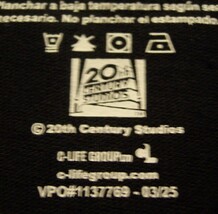 Planchar a baja temperatura según sea
necesario. No planchar el estampado.
20th
CENTURY
STUDIOS
© 20th Century Studios
C-LIFE GROUP™
c-lifegroup.com
VPO#1137769 - 03/25